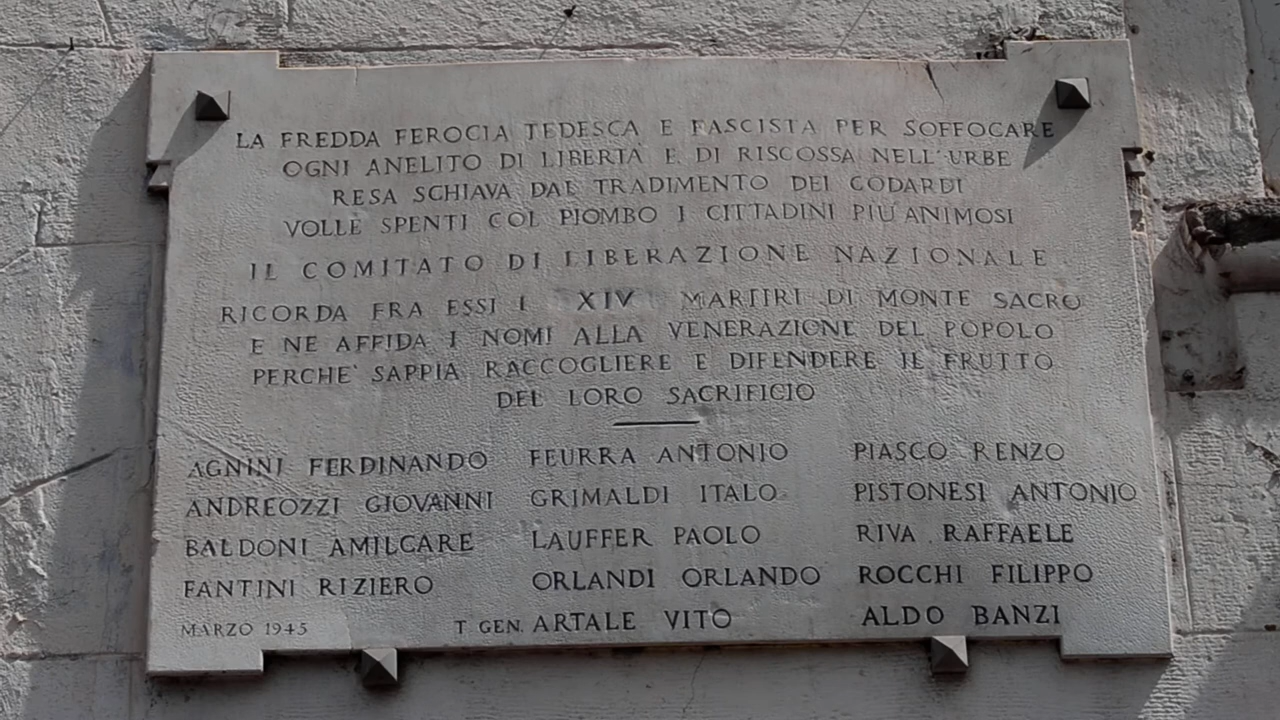 LA FREDDA FEROCIA TEDESCA E FASCISTA PER SOFFOCARE
OGNI ANELITO DI LIBERTA E DI RISCOSSA NELL'URBE
RESA SCHIAVA DAL TRADIMENTO DEI CODARDI
VOLLE SPENTI COL PIOMBO I CITTADINI PIU' ANIMOSI
IL COMITATO DI LIBERAZIONE NAZIONALE
RICORDA FRA ESSI I XIV MARTIRI DI MONTE SACRO
E NE AFFIDA I NOMI ALLA VENERAZIONE DEL POPOLO
PERCHE' SAPPIA RACCOGLIERE E DIFENDERE IL FRUTTO
DEL LORO SACRIFICIO
AGNINI FERDINANDO FEURRA ANTONIO PIASCO RENZO
ANDREOZZI GIOVANNI GRIMALDI ITALO PISTONESI ANTONIO
BALDONI AMILCARE LAUFFER PAOLO RIVA RAFFAELE
FANTINI RIZIERO ORLANDI ORLANDO ROCCHI FILIPPO
MARZO 1945 T. GEN. ARTALE VITO ALDO BANZI